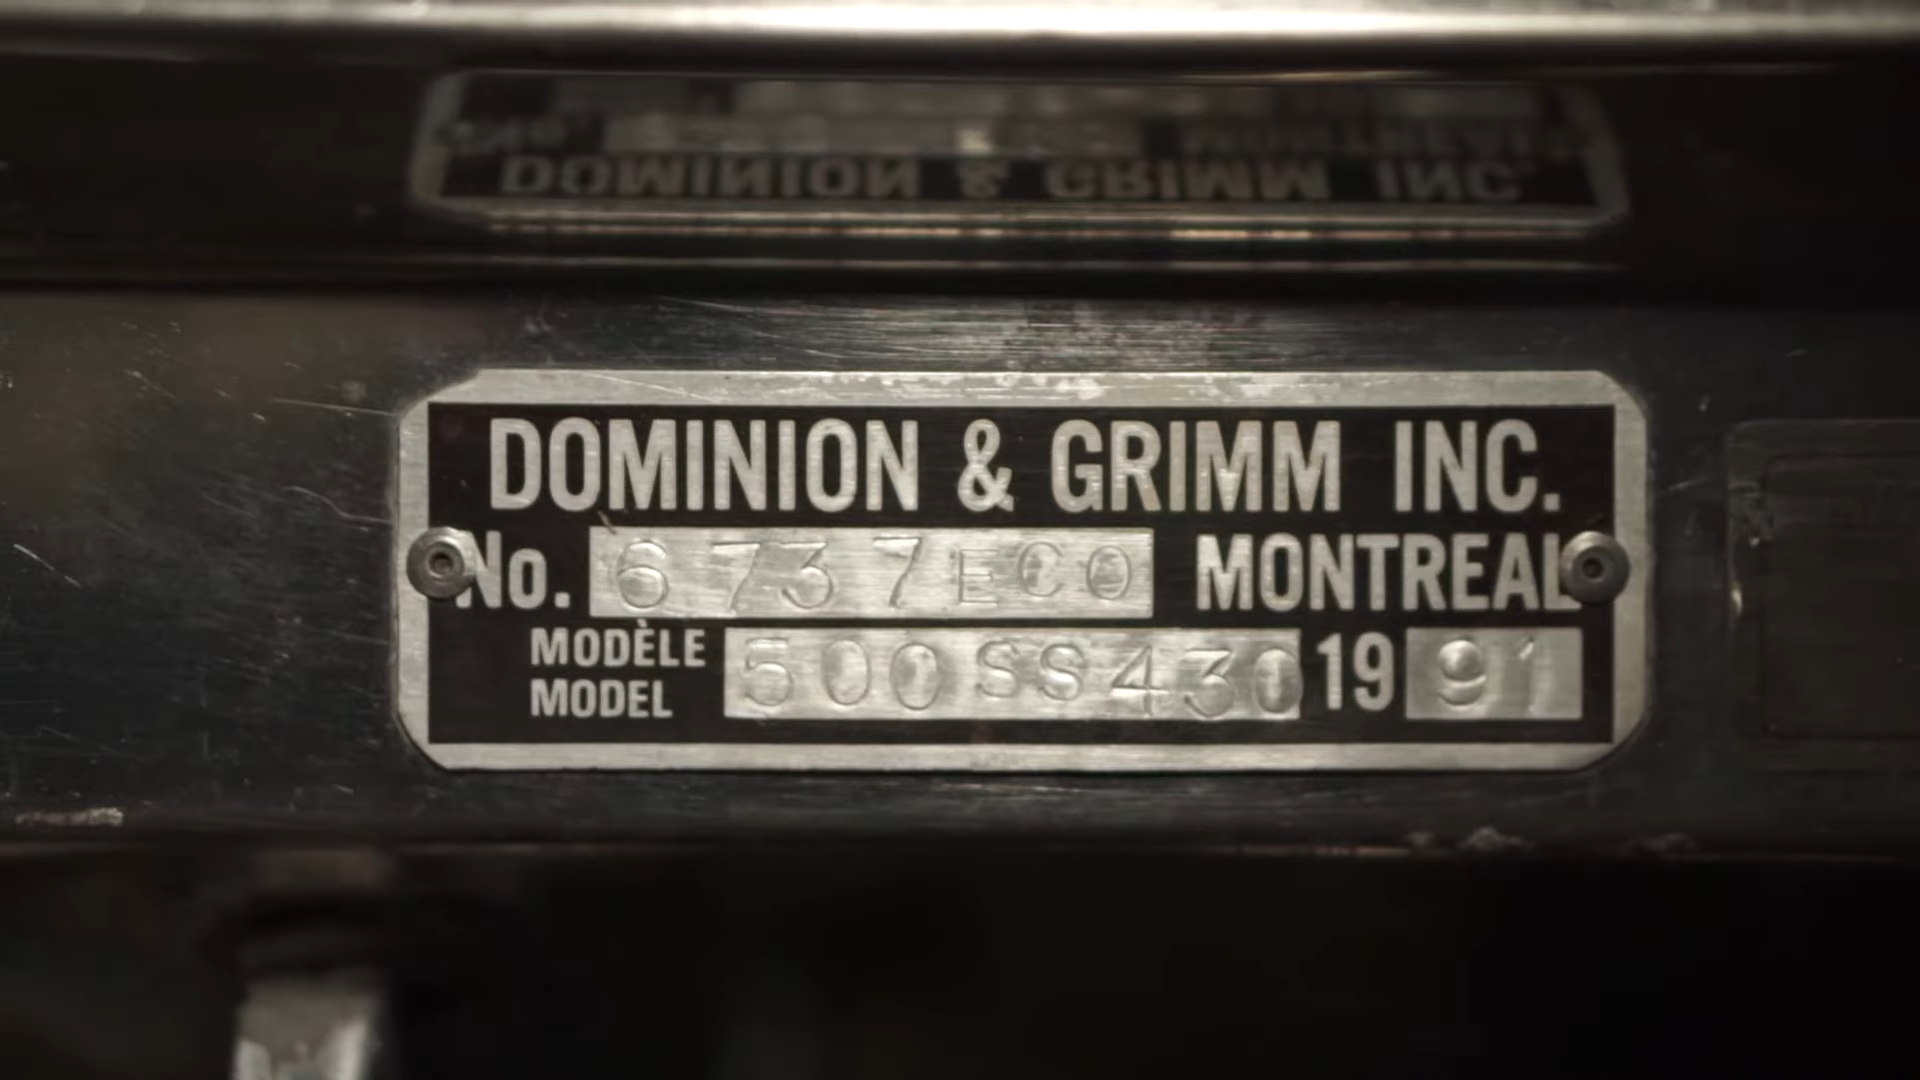 DOMINION & GRIMM INC.
No. 6737ECO MONTREAL
MODÈLE
MODEL 500SS430 1991